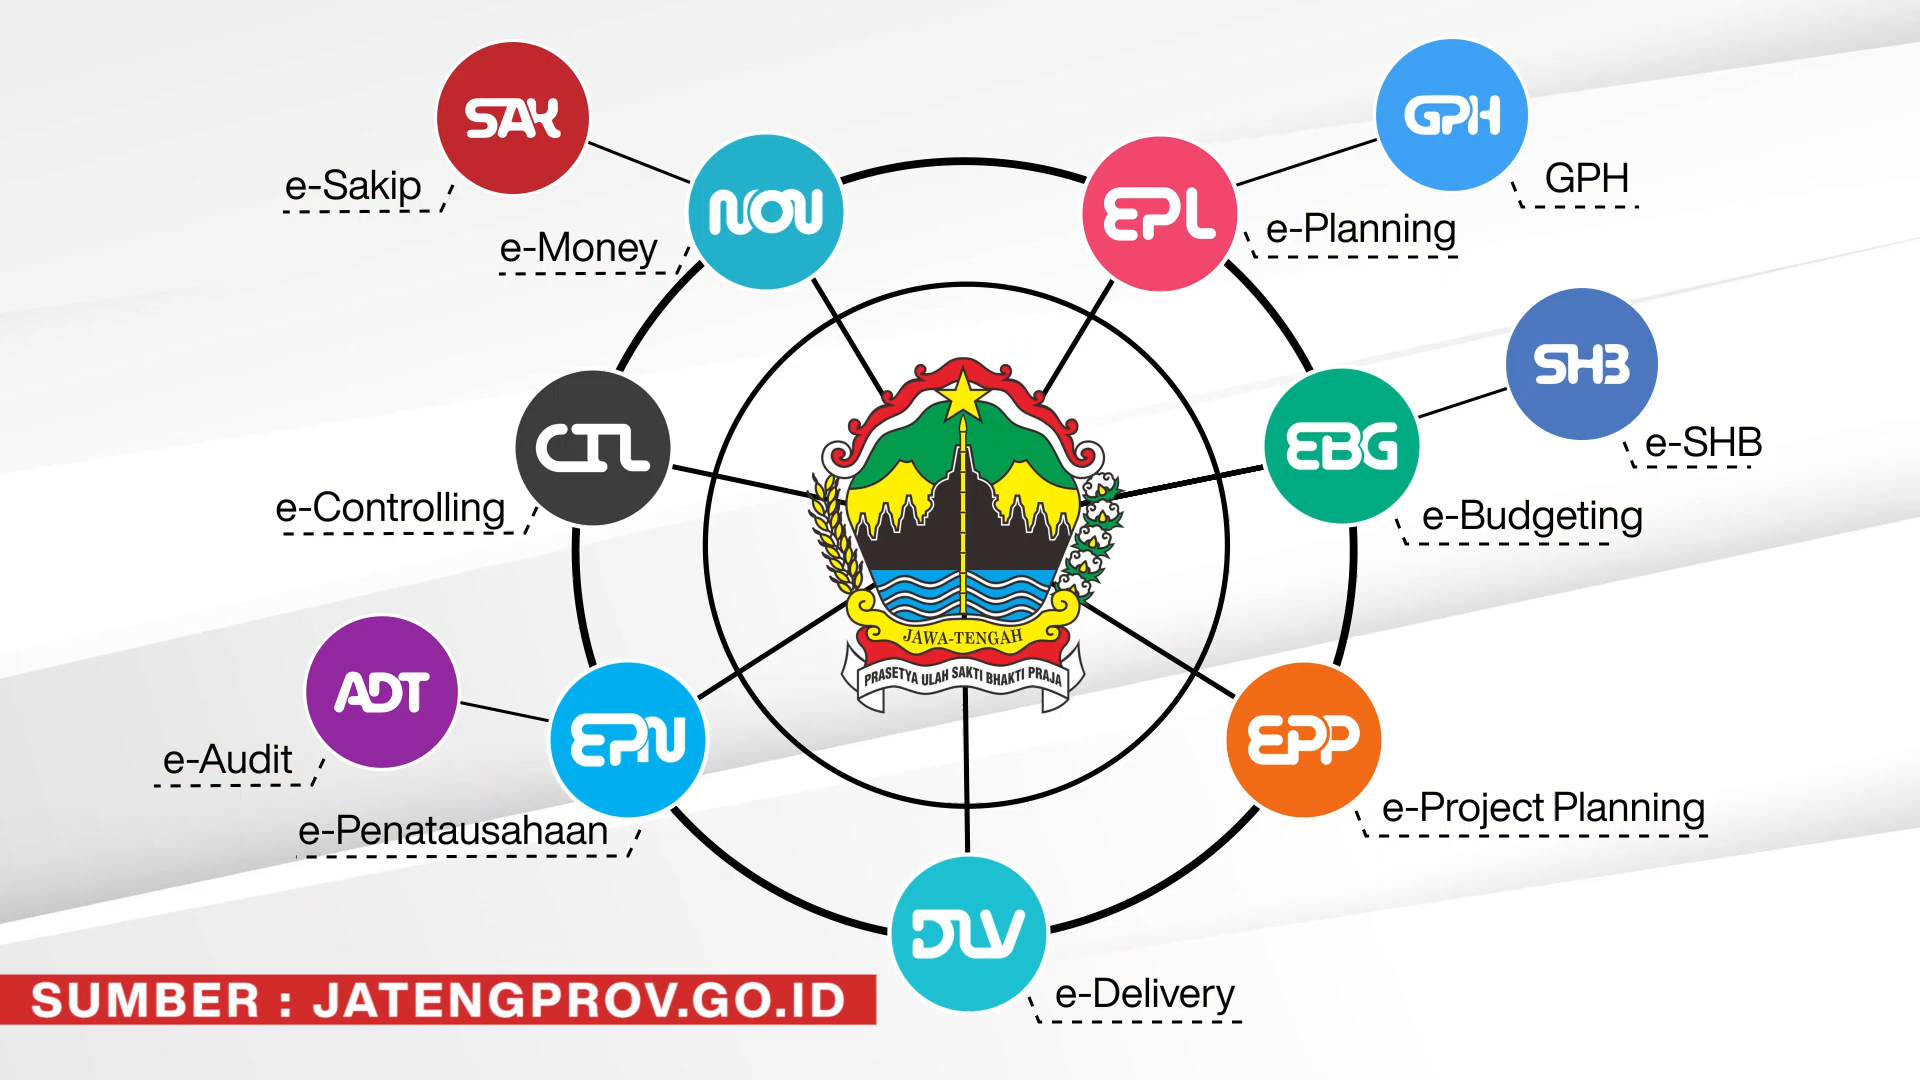 SAK
e-Sakip
NOV
e-Money
EPL
e-Planning
GPH
GPH
CTL
e-Controlling
EBG
e-Budgeting
SHB
e-SHB
JAWA-TENGAH
PRASETYA ULAH SAKTI BHAKTI PRAJA
ADT
e-Audit
EPN
e-Penatausahaan
EPP
e-Project Planning
DLV
e-Delivery
SUMBER : JATENGPROV.GO.ID